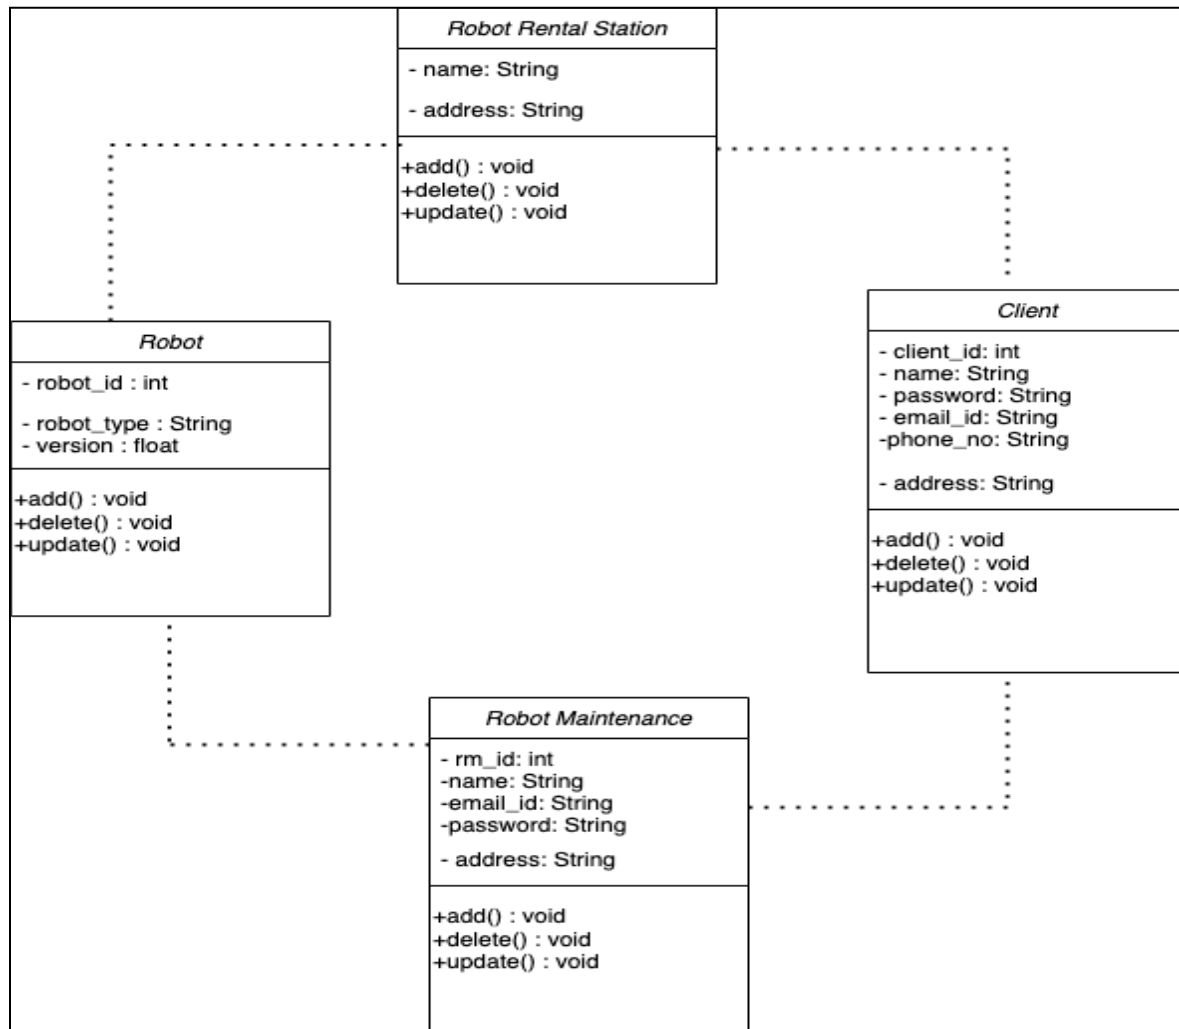 Robot Rental Station
- name: String
- address: String
+add() : void
+delete() : void
+update() : void
Robot
- robot_id : int
- robot_type : String
- version : float
+add() : void
+delete() : void
+update() : void
Client
- client_id: int
- name: String
- password: String
- email_id: String
-phone_no: String
- address: String
+add() : void
+delete() : void
+update() : void
Robot Maintenance
- rm_id: int
-name: String
-email_id: String
-password: String
- address: String
+add() : void
+delete() : void
+update() : void